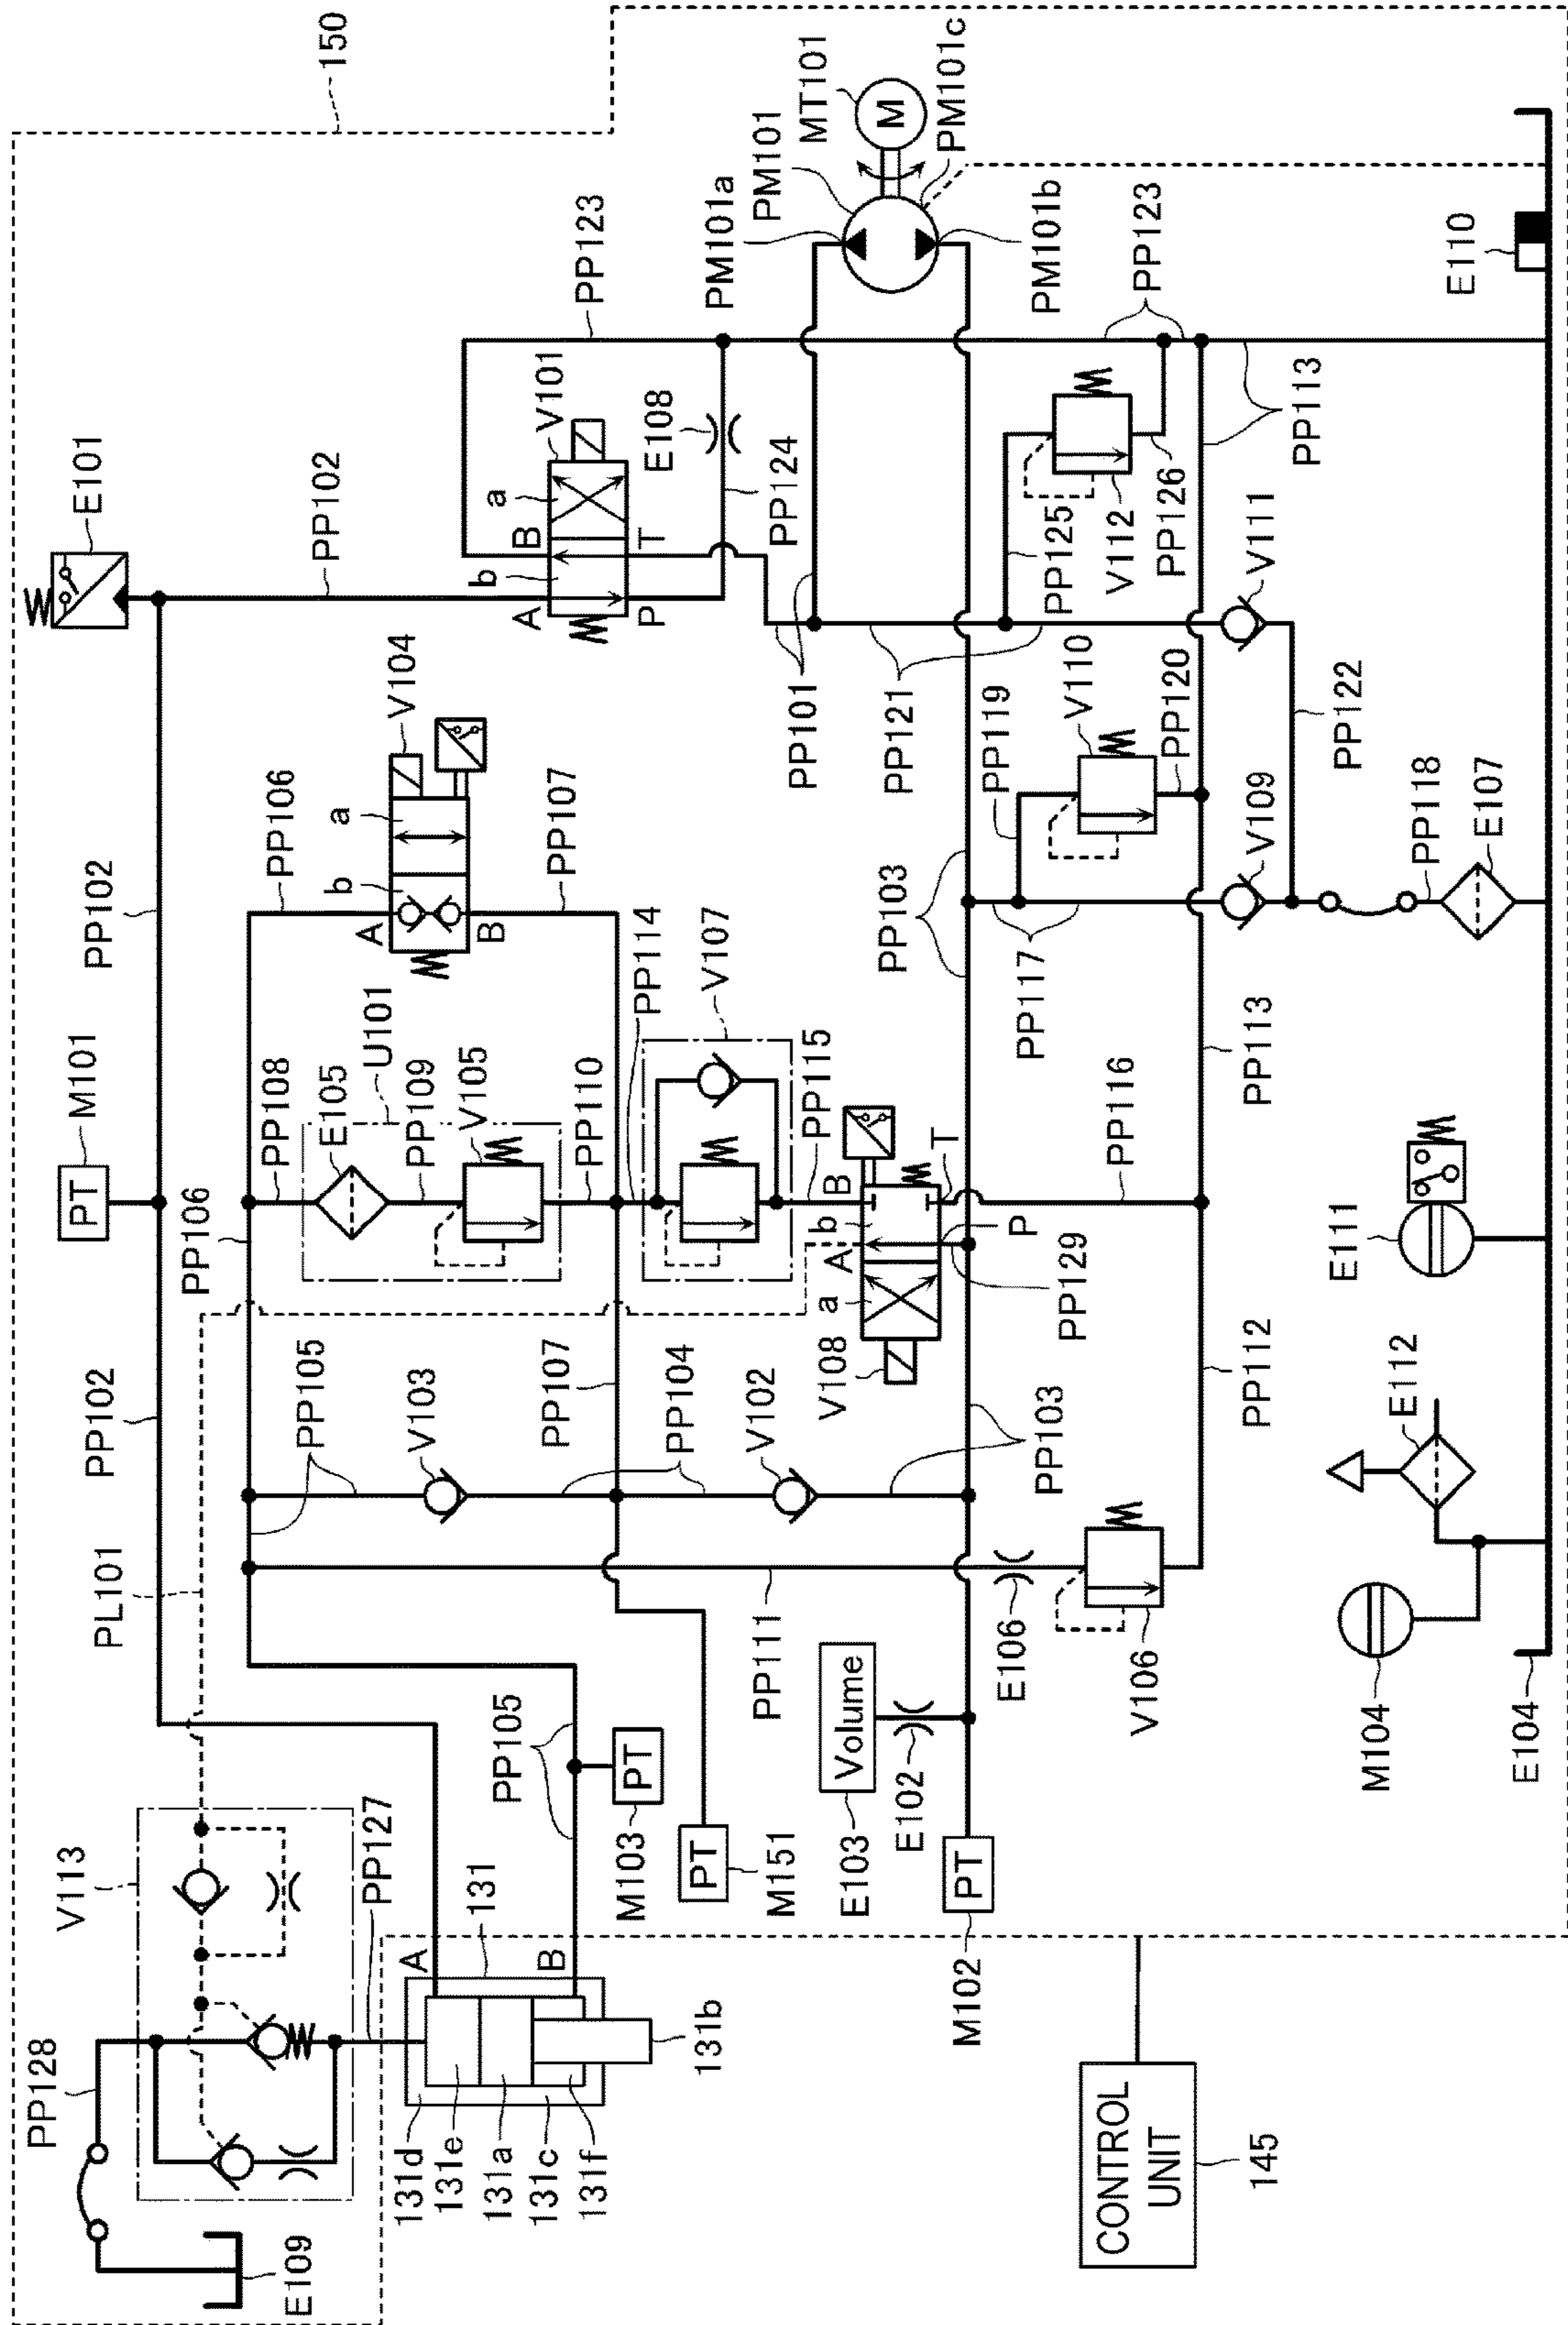 150
E101
PP102
PP102
M101
PT
PP102
PL101
V113
PP128
E109
PP127
131
A
B
131d
131e
131a
131c
131f
131b
PP105
M103
PT
M151
PT
PP105
V103
PP104
V102
PP107
PP106
PP108
U101
E105
PP109
V105
PP110
PP106
V104
a
b
A
B
PP107
PP114
V107
PP115
B
b
A
a
T
P
V108
PP129
PP116
PP103
PP103
PP111
E106
V106
PP112
PP113
PP113
Volume
E103
E102
PT
M102
V101
a
b
A
B
P
T
E108
PP124
PP123
PM101a
PM101
MT101
M
PM101c
PM101b
PP123
PP101
PP121
PP125
V112
PP126
PP119
V110
PP120
PP117
V109
V111
PP122
PP118
E107
E110
E111
E112
M104
E104
CONTROL
UNIT
145